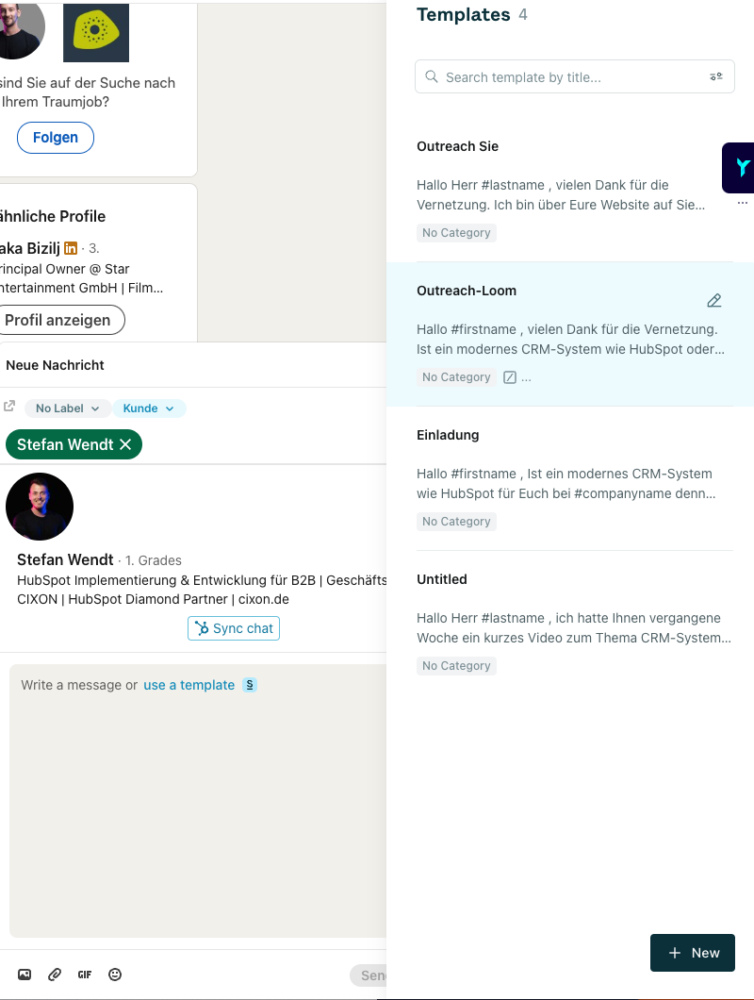 sind Sie auf der Suche nach
Ihrem Traumjob?
Folgen
ähnliche Profile
aka Bizilj in · 3.
rincipal Owner @ Star
ntertainment GmbH | Film...
Profil anzeigen
Neue Nachricht
No Label
Kunde
Stefan Wendt
Stefan Wendt · 1. Grades
HubSpot Implementierung & Entwicklung für B2B | Geschäfts
CIXON | HubSpot Diamond Partner | cixon.de
Sync chat
Write a message or use a template S
GIF
Sen
Templates 4
Search template by title...
Outreach Sie
Hallo Herr #lastname , vielen Dank für die
Vernetzung. Ich bin über Eure Website auf Sie...
No Category
Outreach-Loom
Hallo #firstname , vielen Dank für die Vernetzung.
Ist ein modernes CRM-System wie HubSpot oder...
No Category ...
Einladung
Hallo #firstname , Ist ein modernes CRM-System
wie HubSpot für Euch bei #companyname denn...
No Category
Untitled
Hallo Herr #lastname , ich hatte Ihnen vergangene
Woche ein kurzes Video zum Thema CRM-System...
No Category
+ New